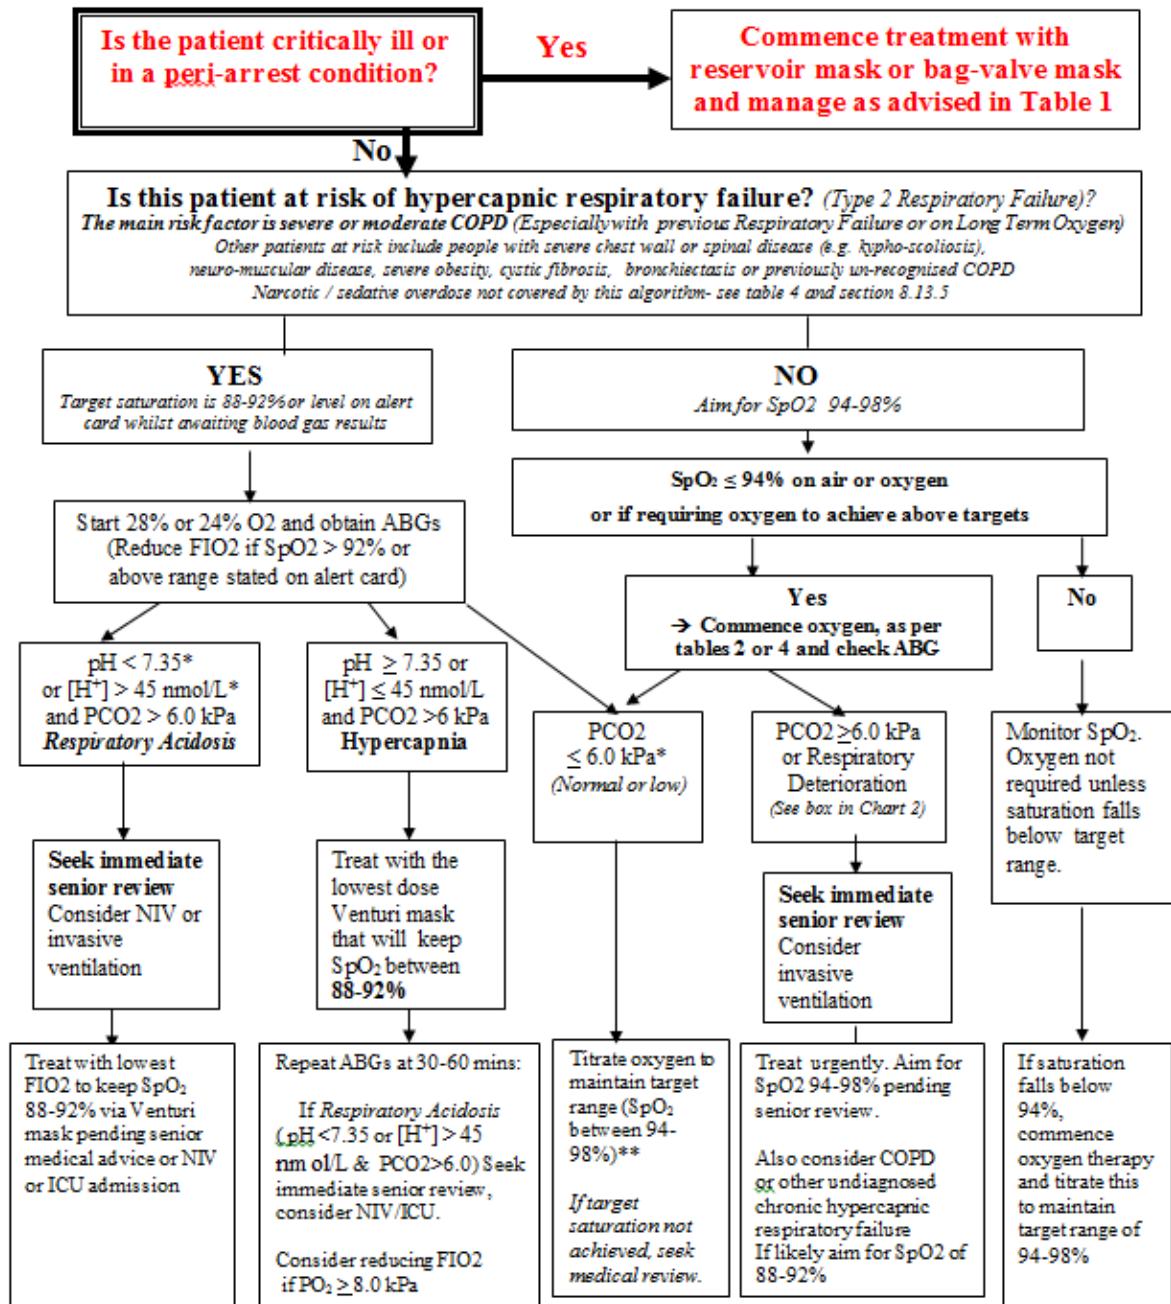 Is the patient critically ill or
in a peri-arrest condition?
Yes
Commence treatment with
reservoir mask or bag-valve mask
and manage as advised in Table 1
No
Is this patient at risk of hypercapnic respiratory failure? (Type 2 Respiratory Failure)?
The main risk factor is severe or moderate COPD (Especially with previous Respiratory Failure or on Long Term Oxygen)
Other patients at risk include people with severe chest wall or spinal disease (e.g. kypho-scoliosis),
neuro-muscular disease, severe obesity, cystic fibrosis, bronchiectasis or previously un-recognised COPD
Narcotic / sedative overdose not covered by this algorithm- see table 4 and section 8.13.5
YES
Target saturation is 88-92% or level on alert
card whilst awaiting blood gas results
NO
Aim for SpO2 94-98%
SpO₂ ≤ 94% on air or oxygen
or if requiring oxygen to achieve above targets
Start 28% or 24% O2 and obtain ABGs
(Reduce FIO2 if SpO2 > 92% or
above range stated on alert card)
Yes
→ Commence oxygen, as per
tables 2 or 4 and check ABG
No
pH < 7.35*
or [H⁺] > 45 nmol/L*
and PCO2 > 6.0 kPa
Respiratory Acidosis
pH ≥ 7.35 or
[H⁺] ≤ 45 nmol/L
and PCO2 >6 kPa
Hypercapnia
PCO2
≤ 6.0 kPa*
(Normal or low)
PCO2 ≥6.0 kPa
or Respiratory
Deterioration
(See box in Chart 2)
Monitor SpO₂.
Oxygen not
required unless
saturation falls
below target
range.
Seek immediate
senior review
Consider NIV or
invasive
ventilation
Treat with the
lowest dose
Venturi mask
that will keep
SpO₂ between
88-92%
Seek immediate
senior review
Consider
invasive
ventilation
Treat with lowest
FIO2 to keep SpO₂
88-92% via Venturi
mask pending senior
medical advice or NIV
or ICU admission
Repeat ABGs at 30-60 mins:
If Respiratory Acidosis
( pH <7.35 or [H⁺] > 45
nm ol/L & PCO2>6.0) Seek
immediate senior review,
consider NIV/ICU.
Consider reducing FIO2
if PO₂ ≥ 8.0 kPa
Titrate oxygen to
maintain target
range (SpO₂
between 94-
98%)**
If target
saturation not
achieved, seek
medical review.
Treat urgently. Aim for
SpO2 94-98% pending
senior review.
Also consider COPD
or other undiagnosed
chronic hypercapnic
respiratory failure
If likely aim for SpO2 of
88-92%
If saturation
falls below
94%,
commence
oxygen therapy
and titrate this
to maintain
target range of
94-98%